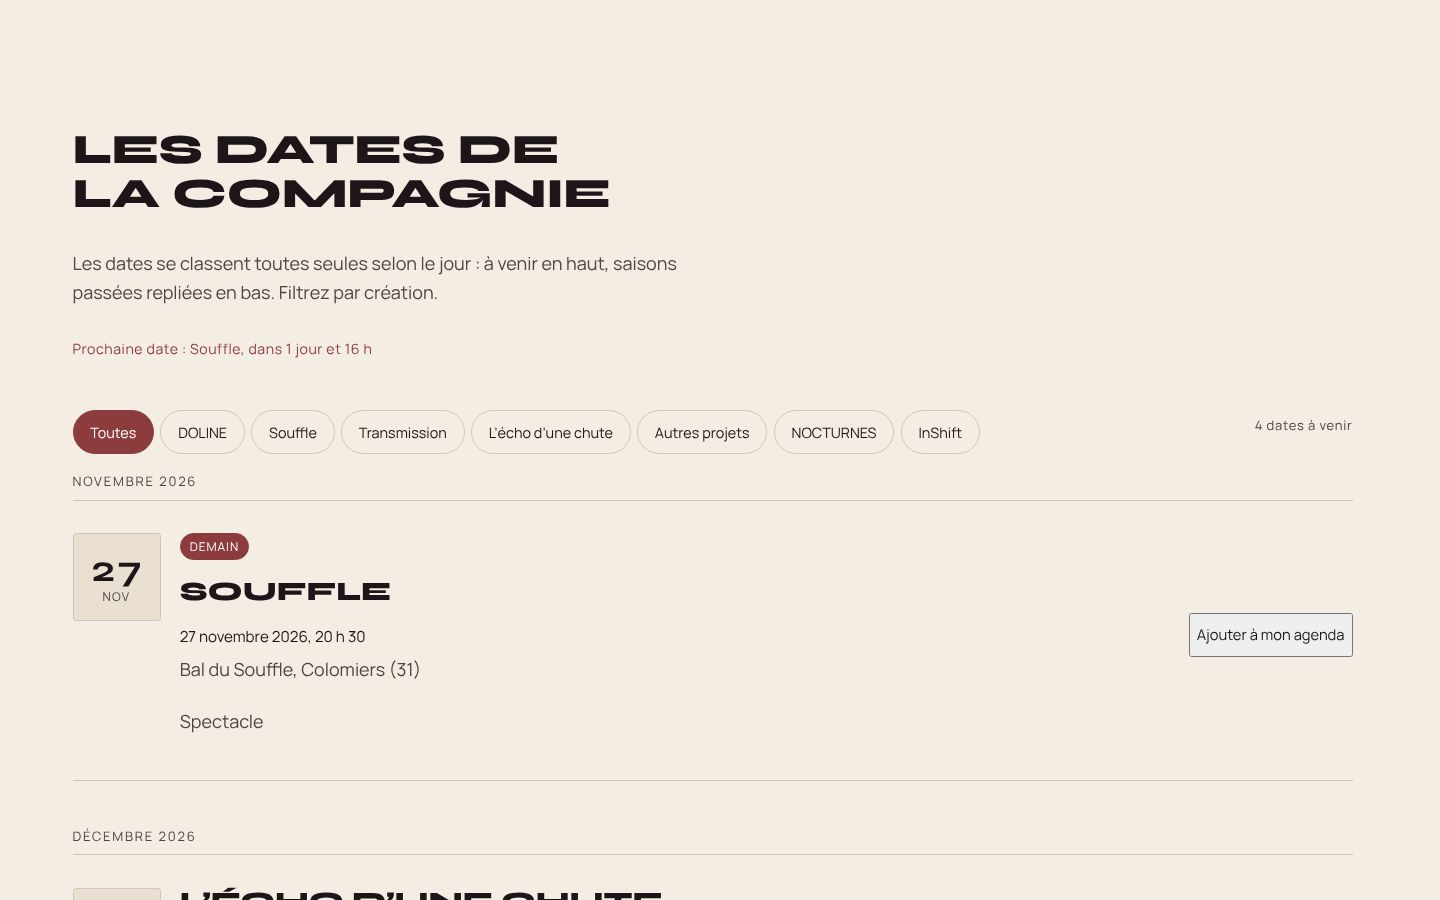 LES DATES DE
LA COMPAGNIE
Les dates se classent toutes seules selon le jour : à venir en haut, saisons
passées repliées en bas. Filtrez par création.
Prochaine date : Souffle, dans 1 jour et 16 h
Toutes
DOLINE
Souffle
Transmission
L’écho d’une chute
Autres projets
NOCTURNES
InShift
4 dates à venir
NOVEMBRE 2026
27
NOV
DEMAIN
SOUFFLE
27 novembre 2026, 20 h 30
Bal du Souffle, Colomiers (31)
Spectacle
Ajouter à mon agenda
DÉCEMBRE 2026
L’ÉCHO D’UNE CHUTE